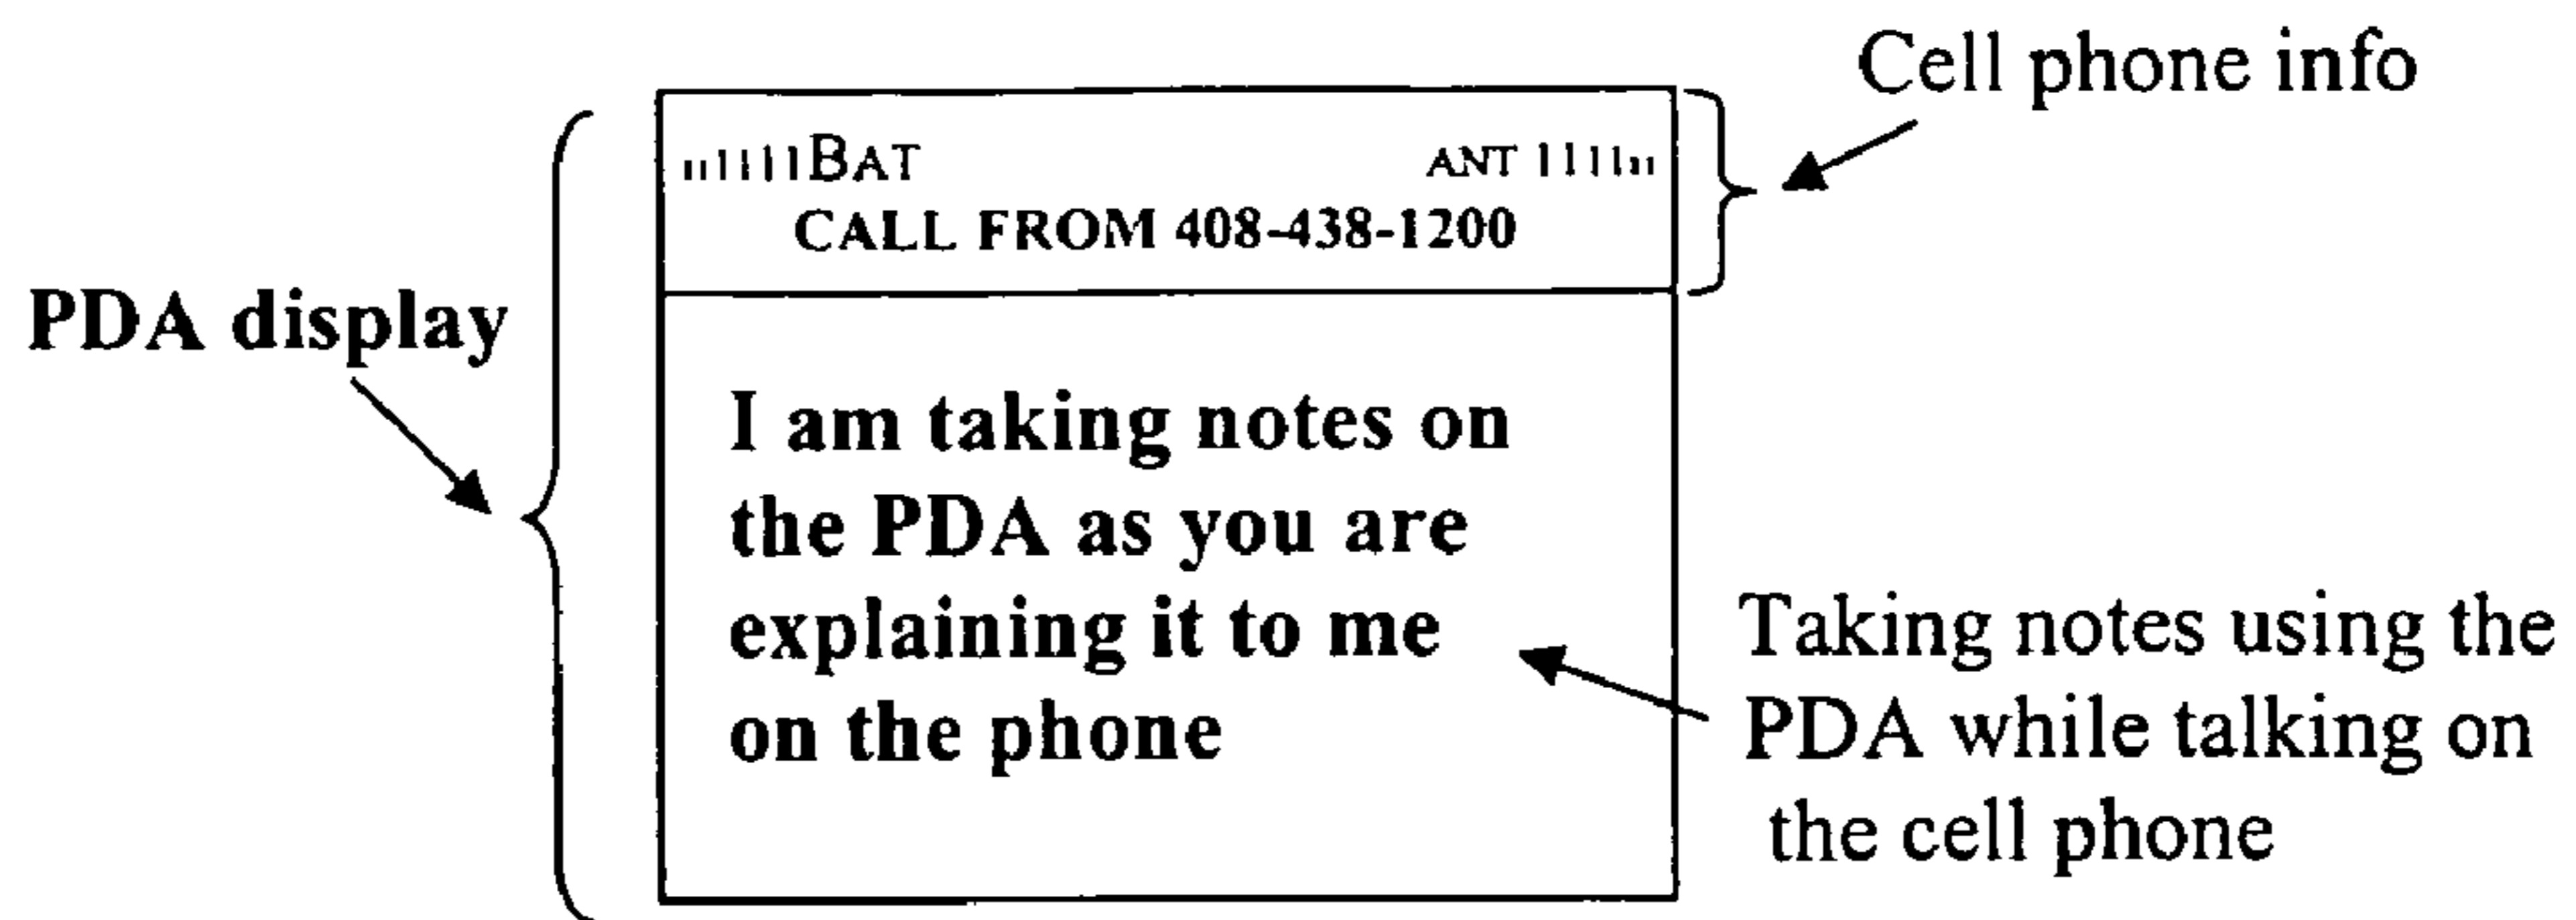 Cell phone info
BAT ANT
CALL FROM 408-438-1200
PDA display
I am taking notes on
the PDA as you are
explaining it to me
on the phone
Taking notes using the
PDA while talking on
the cell phone